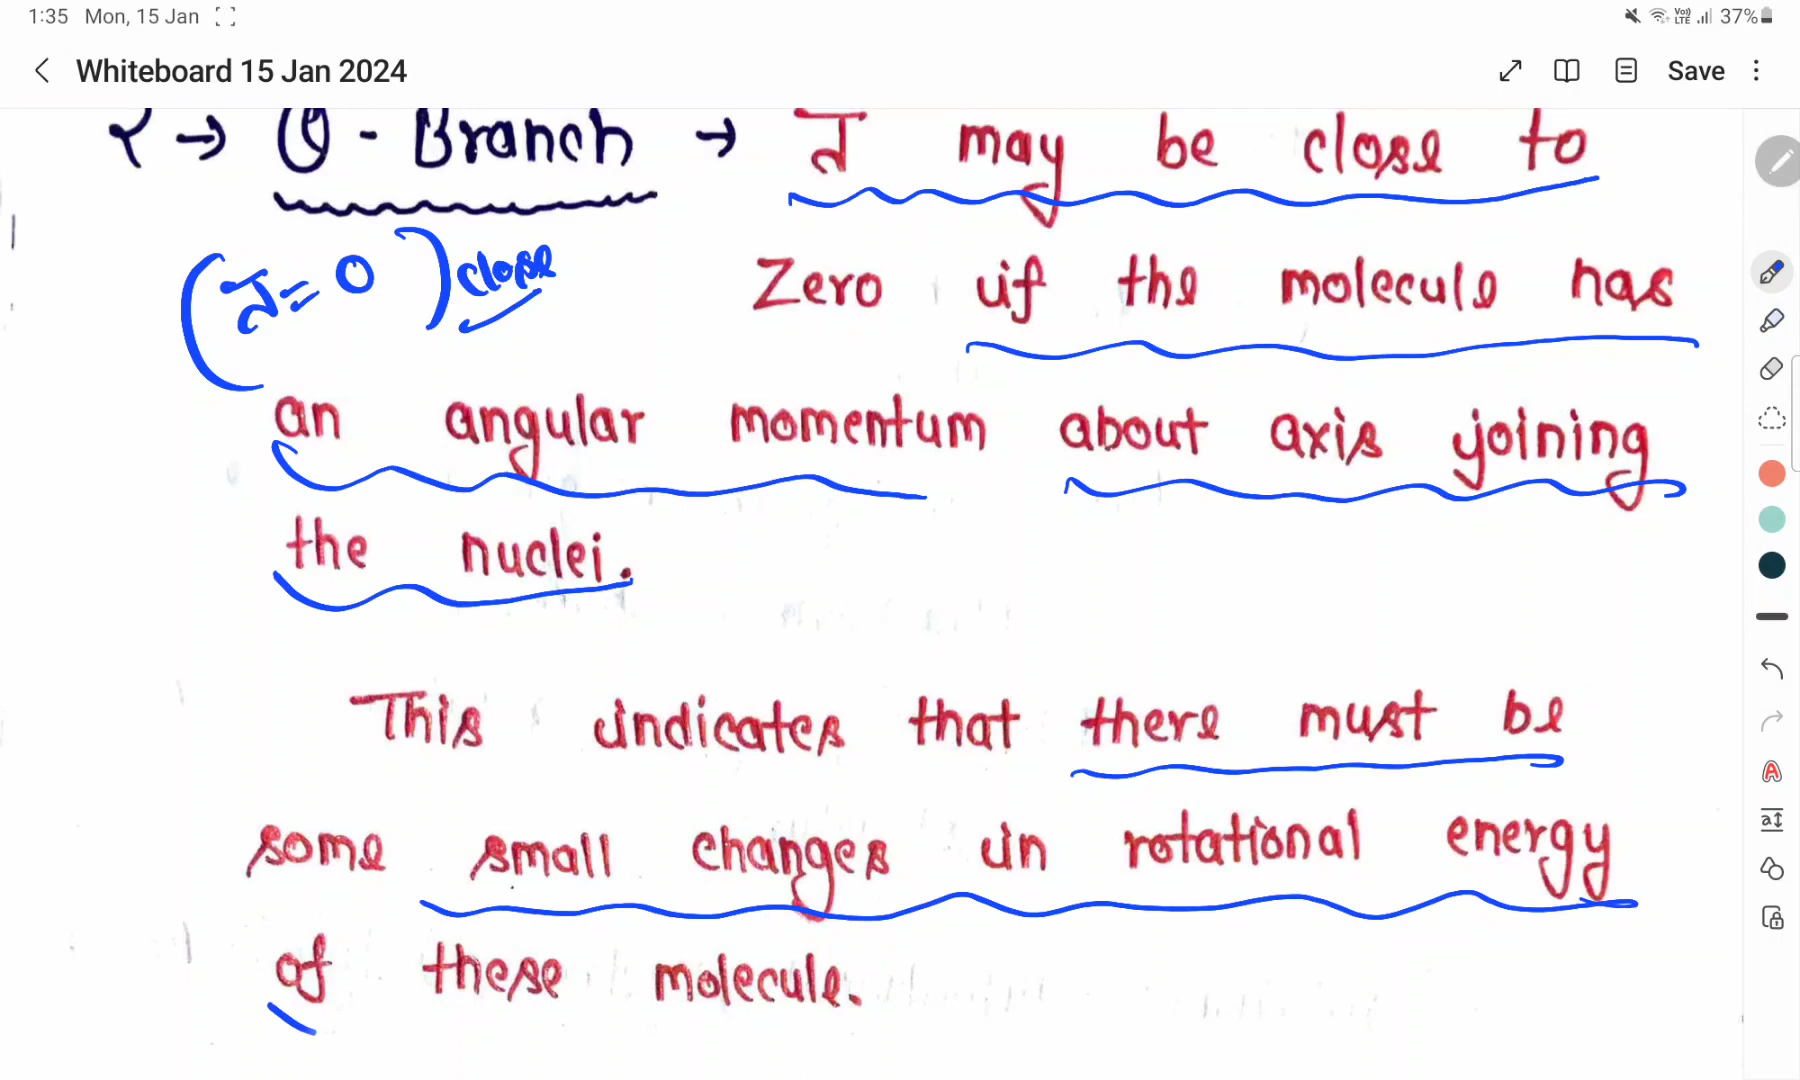 1:35 Mon, 15 Jan
Vo) LTE 37%
Whiteboard 15 Jan 2024
Save
→ Q - Branch → J may be close to
(J = 0) close
Zero if the molecule has
an angular momentum about axis joining
the nuclei.
This indicates that there must be
some small changes in rotational energy
of these molecule.